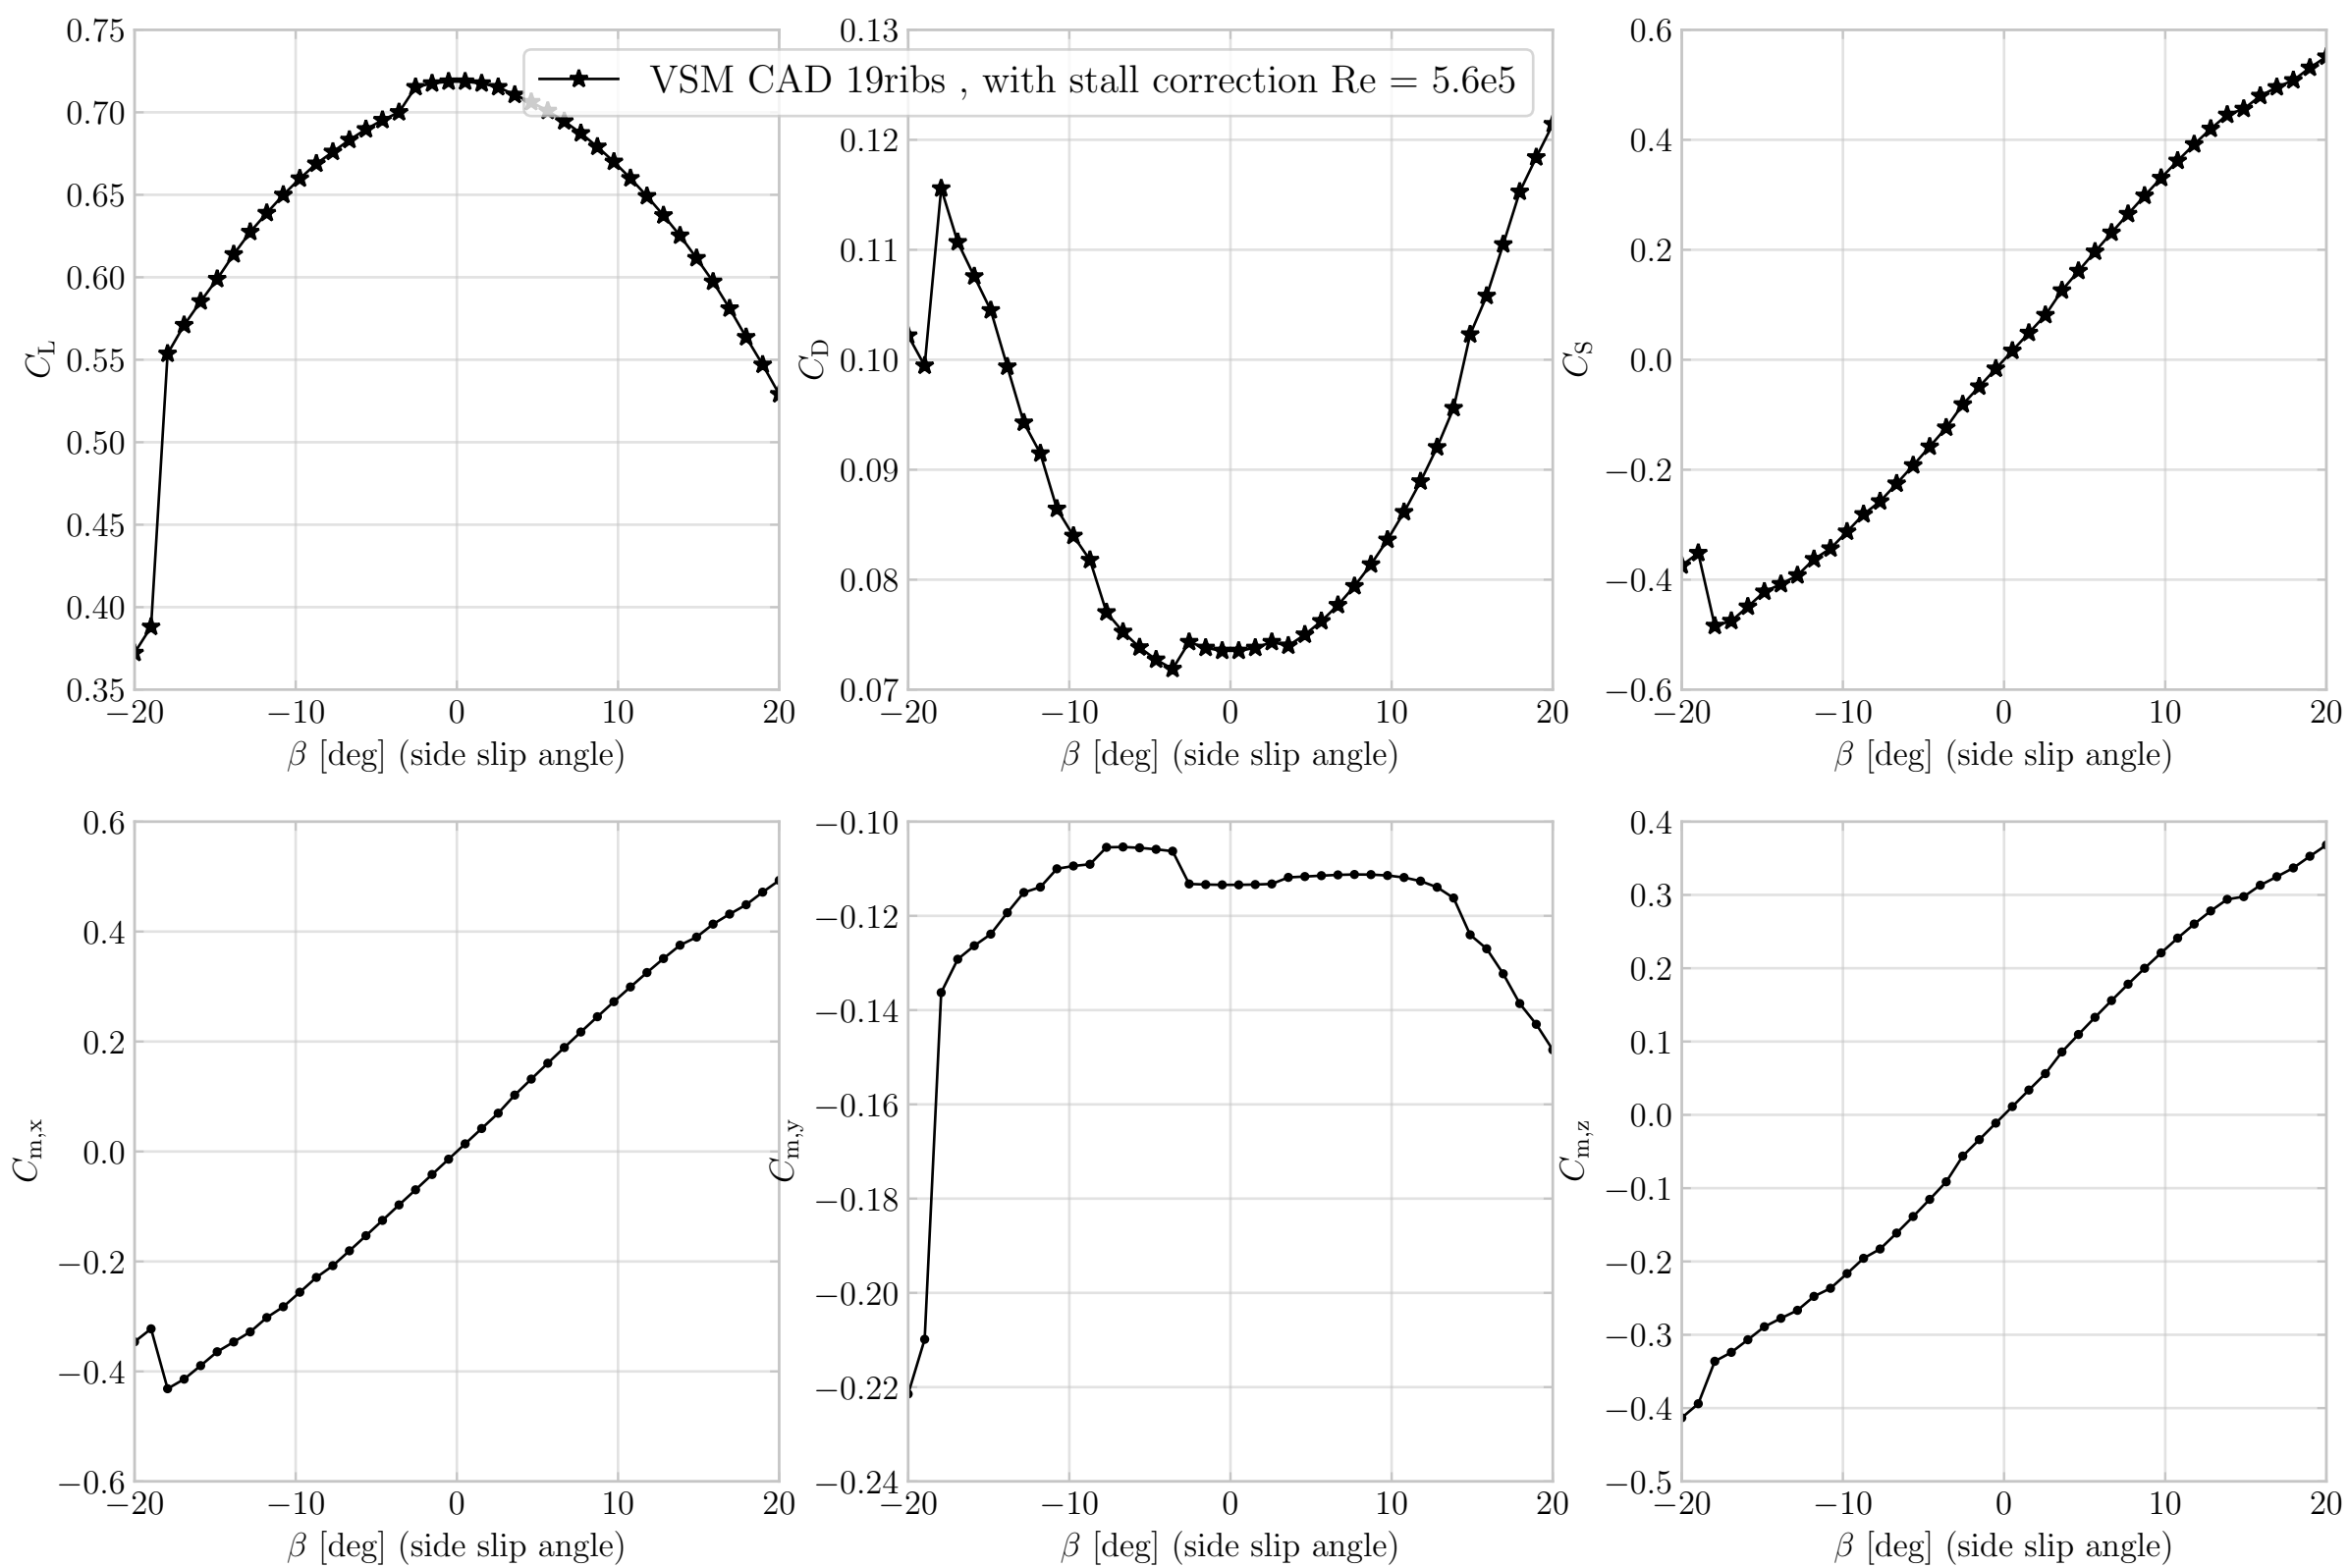 VSM CAD 19ribs , with stall correction Re = 5.6e5
0.75
0.70
0.65
0.60
0.55
0.50
0.45
0.40
0.35
C_L
−20 −10 0 10 20
β [deg] (side slip angle)
0.13
0.12
0.11
0.10
0.09
0.08
0.07
C_D
−20 −10 0 10 20
β [deg] (side slip angle)
0.6
0.4
0.2
0.0
−0.2
−0.4
−0.6
C_S
−20 −10 0 10 20
β [deg] (side slip angle)
0.6
0.4
0.2
0.0
−0.2
−0.4
−0.6
C_m,x
−20 −10 0 10 20
β [deg] (side slip angle)
−0.10
−0.12
−0.14
−0.16
−0.18
−0.20
−0.22
−0.24
C_m,y
−20 −10 0 10 20
β [deg] (side slip angle)
0.4
0.3
0.2
0.1
0.0
−0.1
−0.2
−0.3
−0.4
−0.5
C_m,z
−20 −10 0 10 20
β [deg] (side slip angle)